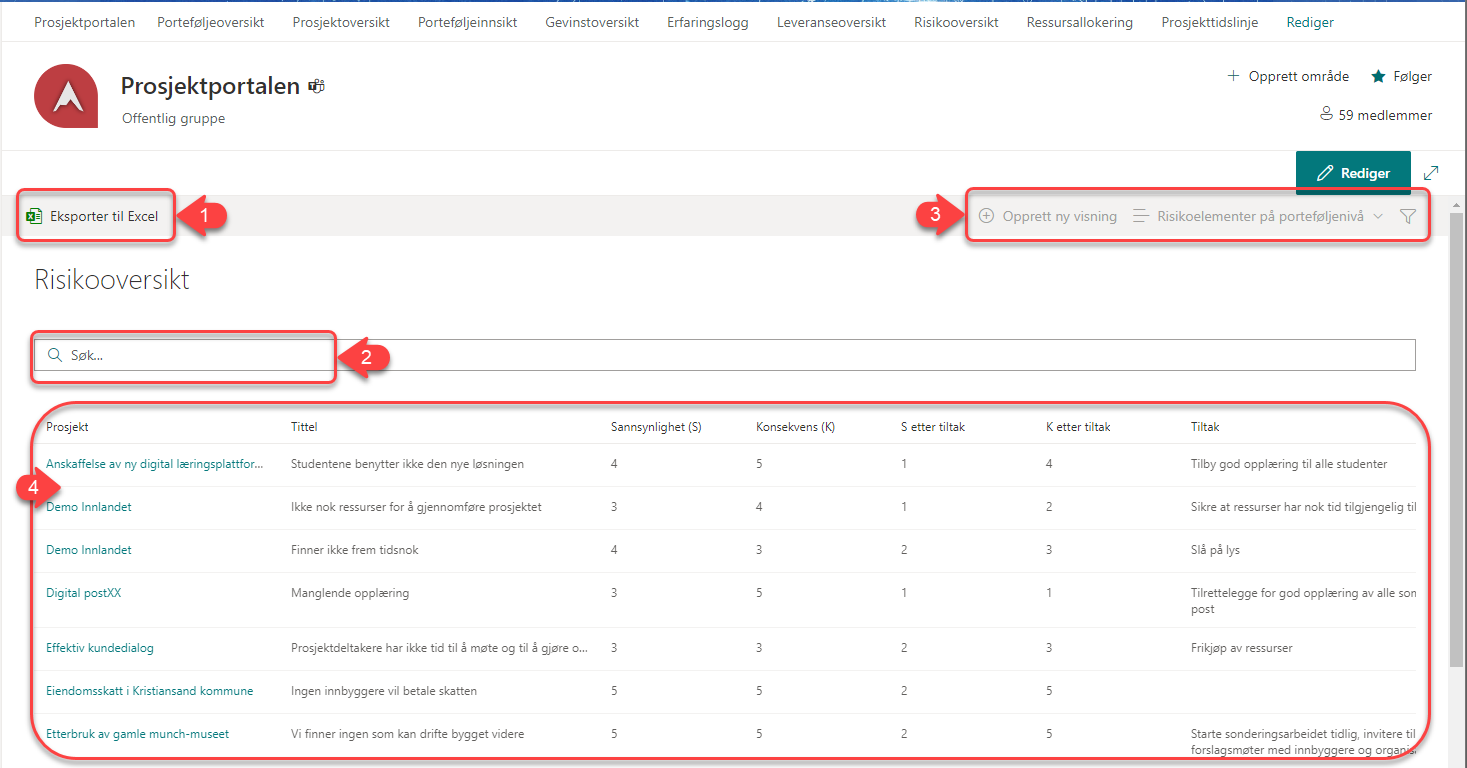 Prosjektportalen Porteføljeoversikt Prosjektoversikt Porteføljeinnsikt Gevinstoversikt Erfaringslogg Leveranseoversikt Risikooversikt Ressursallokering Prosjekttidslinje Rediger
Prosjektportalen
Offentlig gruppe
Opprett område Følger
59 medlemmer
Rediger
Eksporter til Excel 1 3 Opprett ny visning Risikoelementer på porteføljenivå
Risikooversikt
Søk... 2
Prosjekt Tittel Sannsynlighet (S) Konsekvens (K) S etter tiltak K etter tiltak Tiltak
Anskaffelse av ny digital læringsplattfor... Studentene benytter ikke den nye løsningen 4 5 1 4 Tilby god opplæring til alle studenter
4
Demo Innlandet Ikke nok ressurser for å gjennomføre prosjektet 3 4 1 2 Sikre at ressurser har nok tid tilgjengelig til
Demo Innlandet Finner ikke frem tidsnok 4 3 2 3 Slå på lys
Digital postXX Manglende opplæring 3 5 1 1 Tilrettelegge for god opplæring av alle som
post
Effektiv kundedialog Prosjektdeltakere har ikke tid til å møte og til å gjøre o... 3 3 2 3 Frikjøp av ressurser
Eiendomsskatt i Kristiansand kommune Ingen innbyggere vil betale skatten 5 5 2 5
Etterbruk av gamle munch-museet Vi finner ingen som kan drifte bygget videre 5 5 2 5 Starte sonderingsarbeidet tidlig, invitere til
forslagsmøter med innbyggere og organis